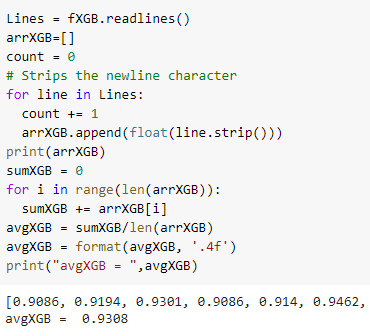 Lines = fXGB.readlines()
arrXGB=[]
count = 0
# Strips the newline character
for line in Lines:
  count += 1
  arrXGB.append(float(line.strip()))
print(arrXGB)
sumXGB = 0
for i in range(len(arrXGB)):
  sumXGB += arrXGB[i]
avgXGB = sumXGB/len(arrXGB)
avgXGB = format(avgXGB, '.4f')
print("avgXGB = ",avgXGB)
[0.9086, 0.9194, 0.9301, 0.9086, 0.914, 0.9462,
avgXGB =  0.9308